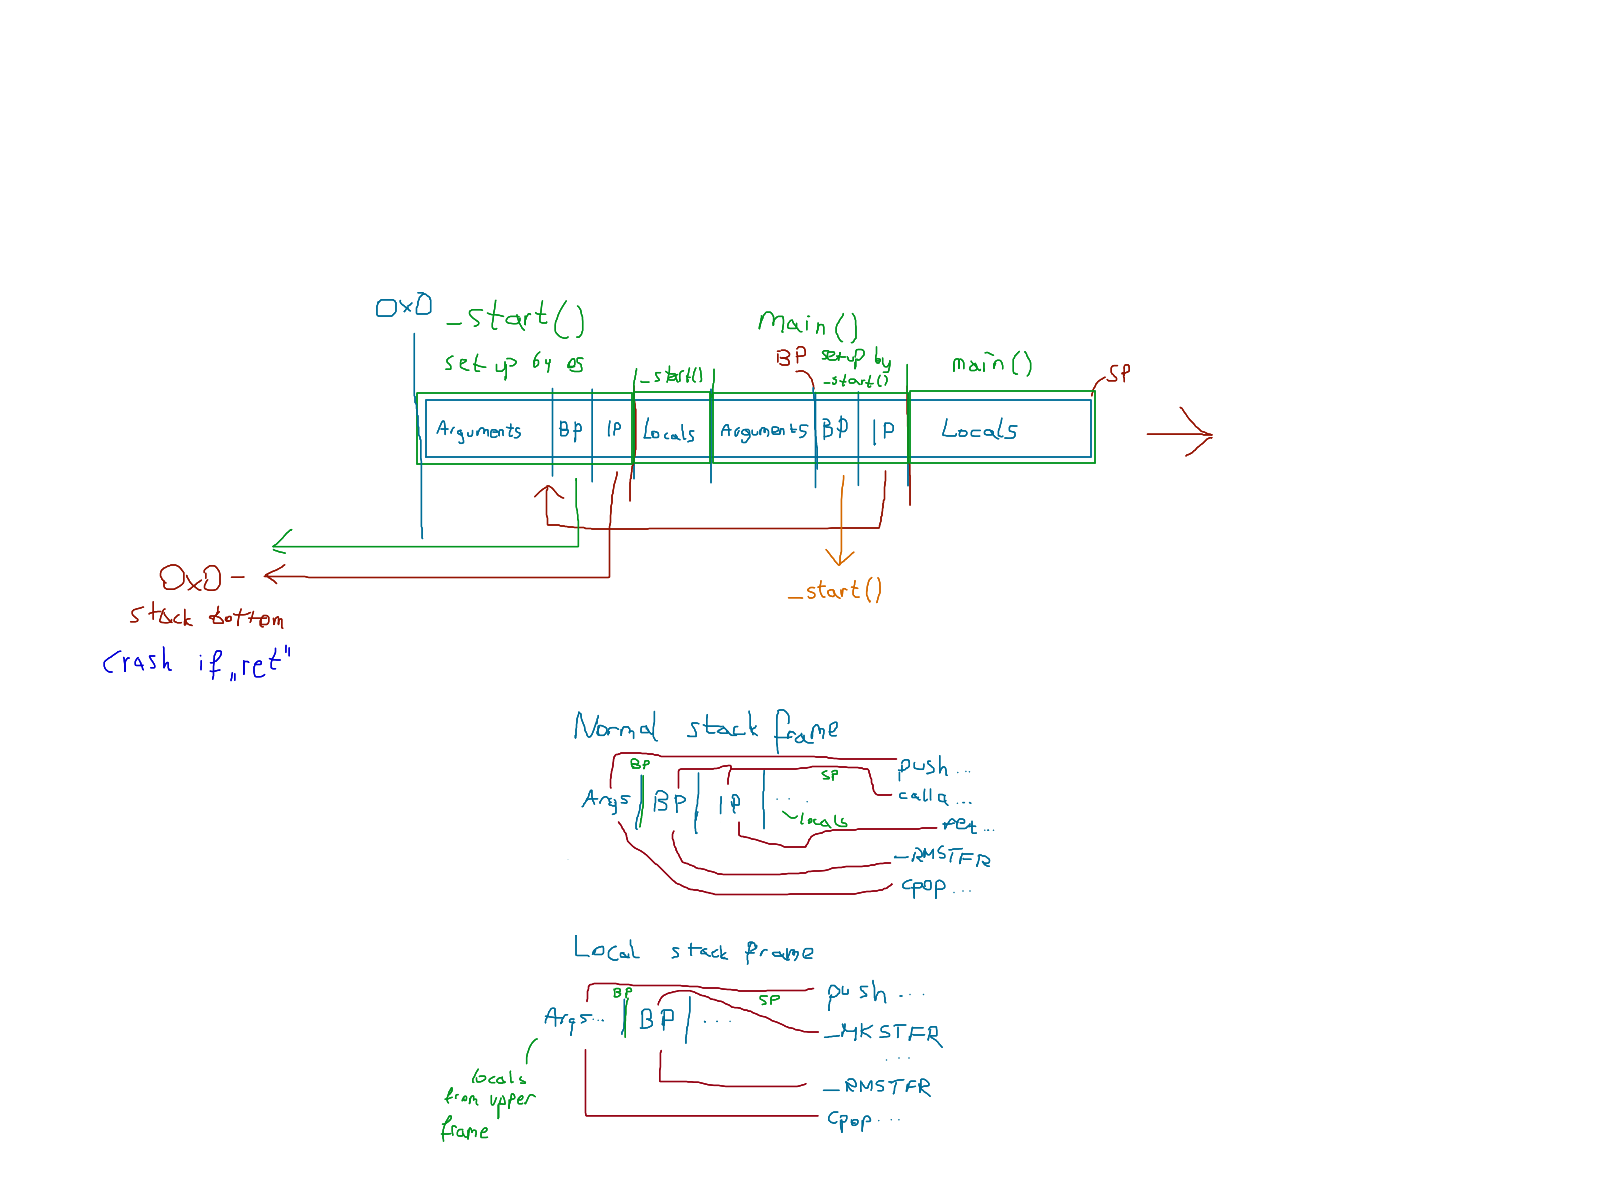 0x0 _start() main()
set up by os _start() BP setup by _start() main() SP
Arguments BP IP Locals Arguments BP IP Locals
0x0 -
_start()
stack bottom
crash if „ret"
Normal stack frame
BP SP push ...
Args BP IP .... calla ...
~locals ret ...
_RMSTFR
cpop ...
Local stack frame
BP SP push ...
Args... BP ... _MKSTFR
...
locals _RMSTFR
from upper cpop ...
frame